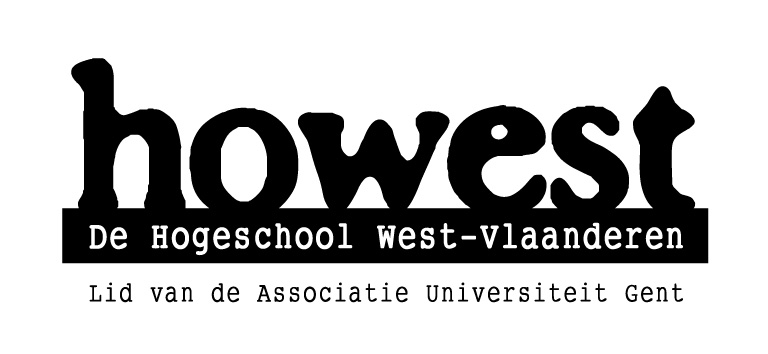 howest
De Hogeschool West-Vlaanderen
Lid van de Associatie Universiteit Gent